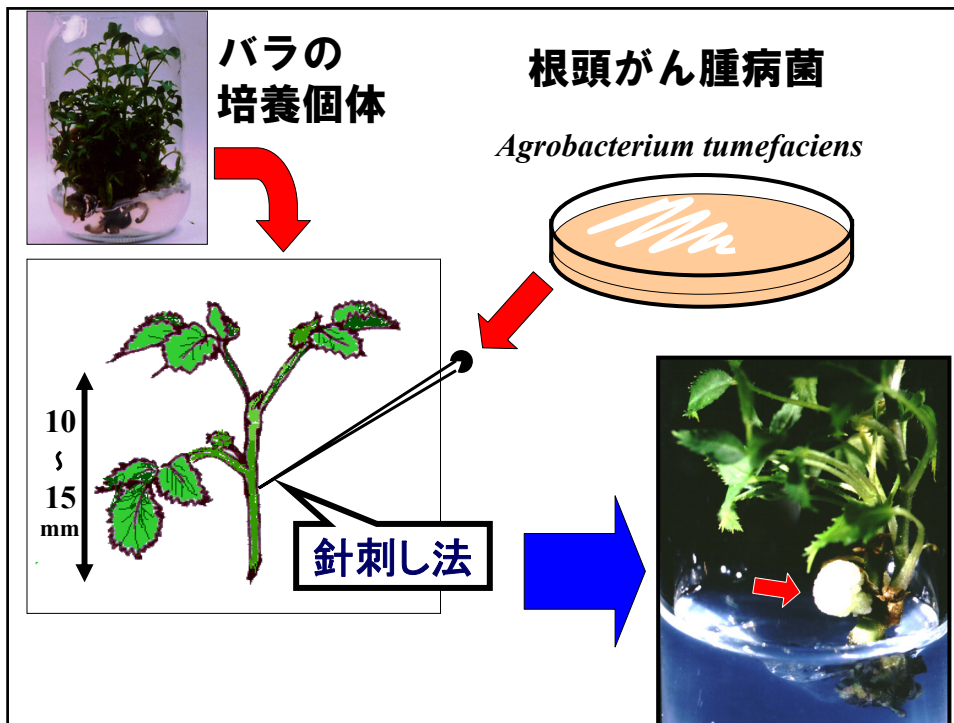 バラの
培養個体
根頭がん腫病菌
Agrobacterium tumefaciens
10
~
15
mm
針刺し法